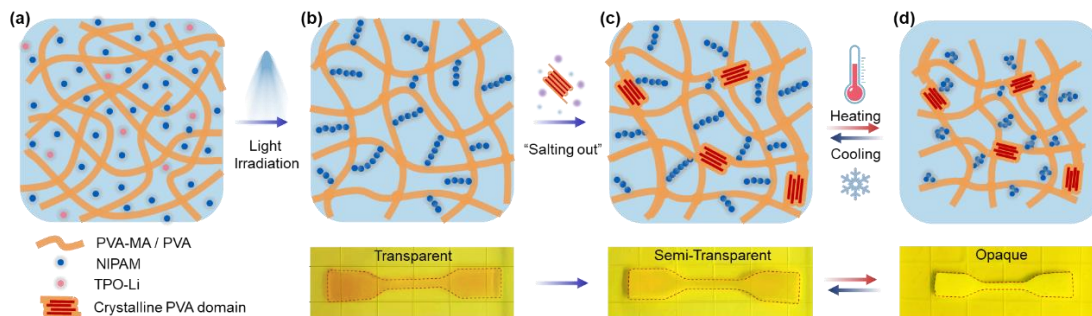 (a)
(b)
(c)
(d)
Light
Irradiation
“Salting out”
Heating
Cooling
PVA-MA / PVA
NIPAM
TPO-Li
Crystalline PVA domain
Transparent
Semi-Transparent
Opaque